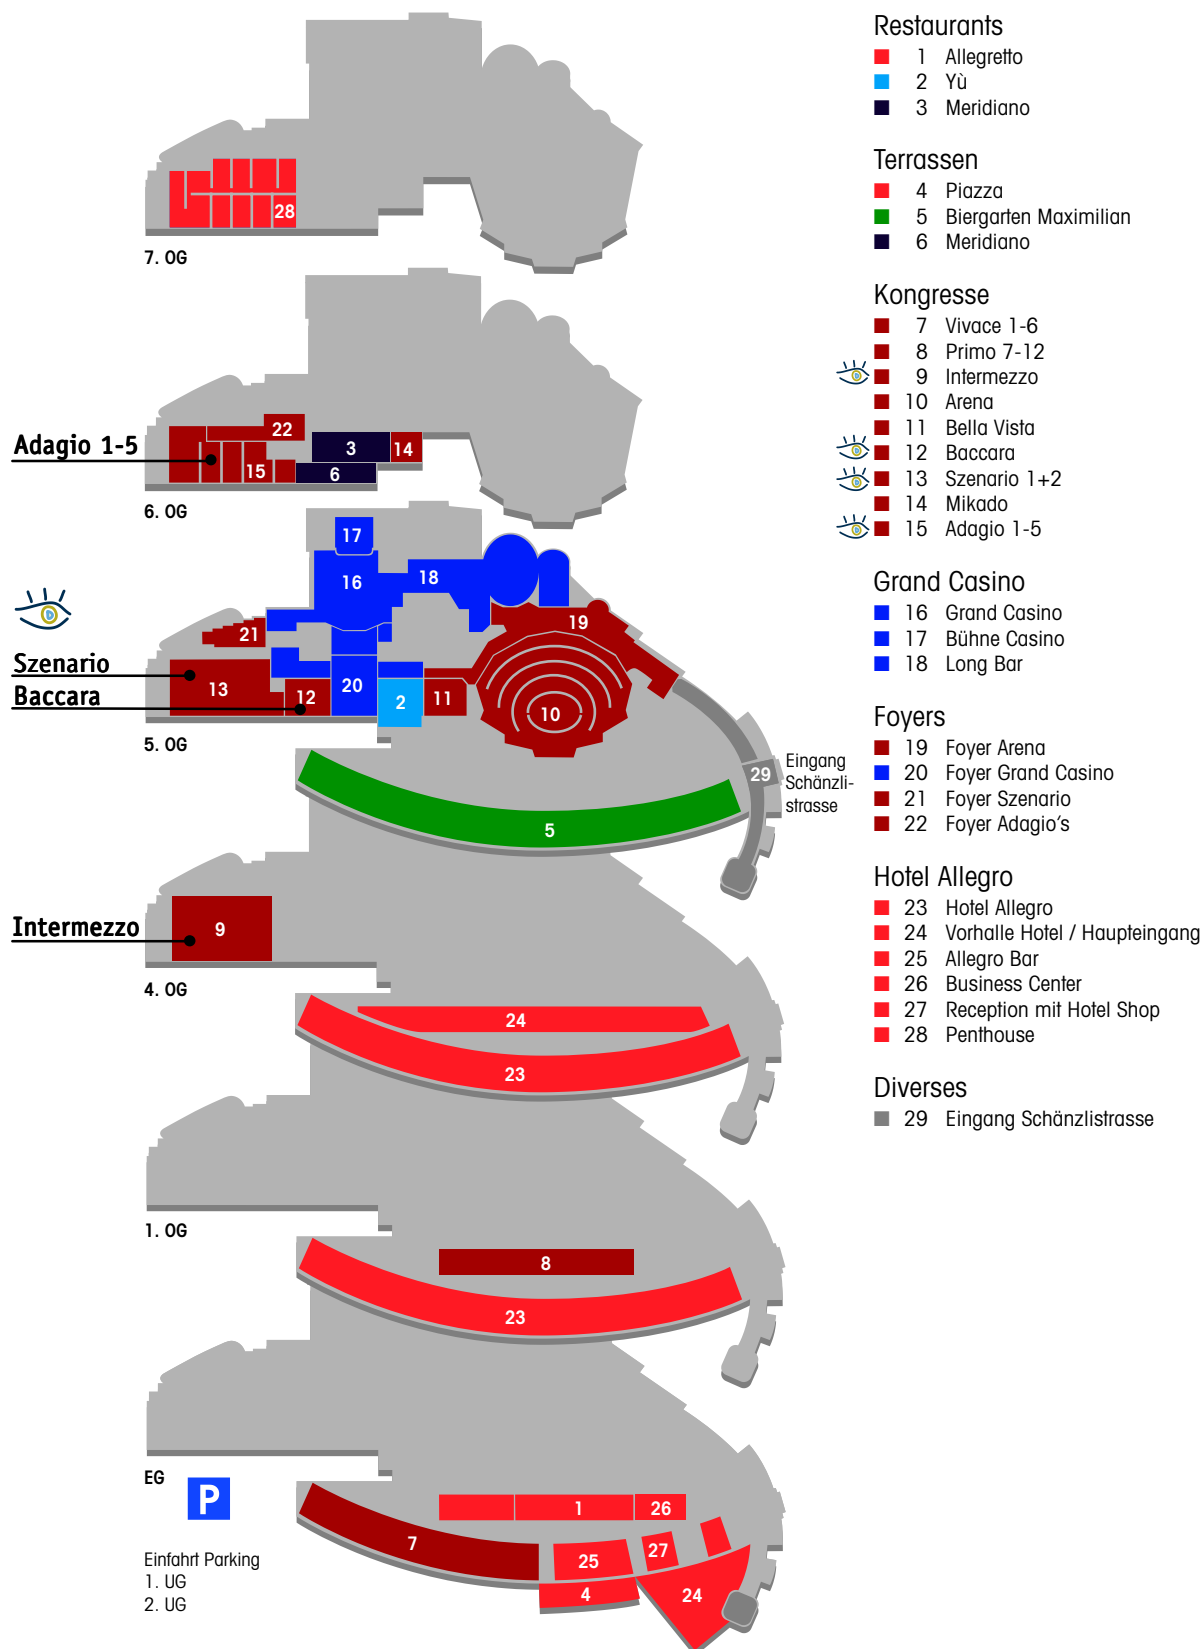 28
7. OG
Adagio 1-5
22
3
14
15
6
6. OG
17
16
18
19
21
Szenario
13
12
20
2
11
10
Baccara
5. OG
29
Eingang
Schänzli-
strasse
5
Intermezzo
9
4. OG
24
23
1. OG
8
23
EG
P
1
26
7
25
27
4
24
Einfahrt Parking
1. UG
2. UG
Restaurants
1 Allegretto
2 Yù
3 Meridiano
Terrassen
4 Piazza
5 Biergarten Maximilian
6 Meridiano
Kongresse
7 Vivace 1-6
8 Primo 7-12
9 Intermezzo
10 Arena
11 Bella Vista
12 Baccara
13 Szenario 1+2
14 Mikado
15 Adagio 1-5
Grand Casino
16 Grand Casino
17 Bühne Casino
18 Long Bar
Foyers
19 Foyer Arena
20 Foyer Grand Casino
21 Foyer Szenario
22 Foyer Adagio‘s
Hotel Allegro
23 Hotel Allegro
24 Vorhalle Hotel / Haupteingang
25 Allegro Bar
26 Business Center
27 Reception mit Hotel Shop
28 Penthouse
Diverses
29 Eingang Schänzlistrasse